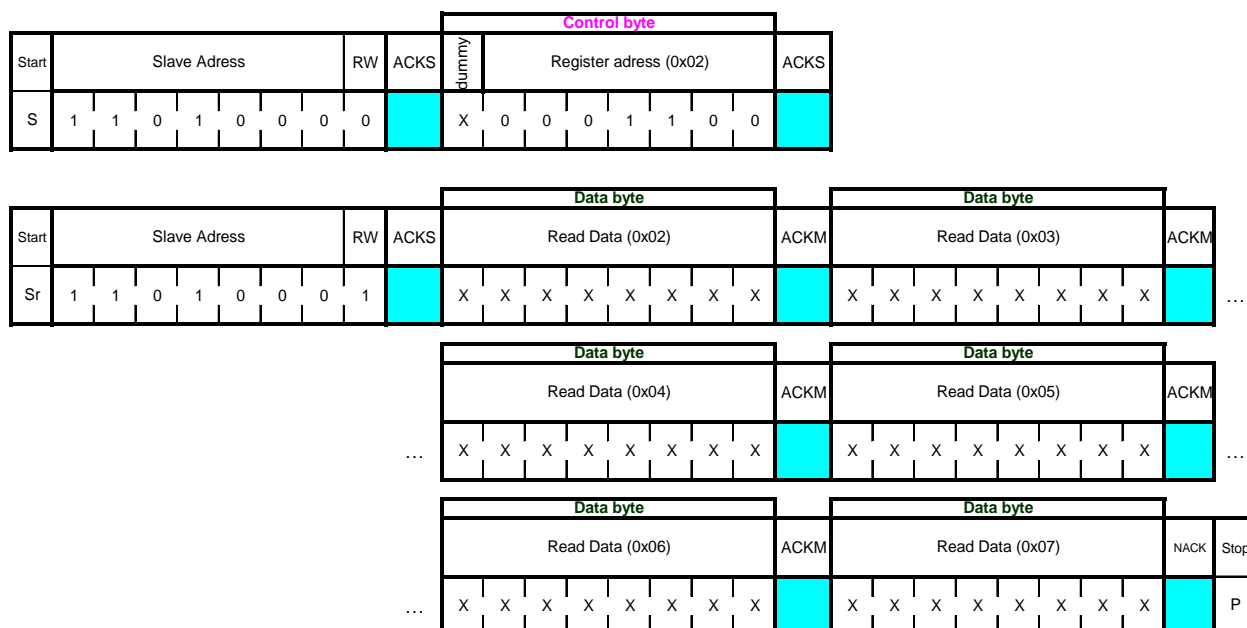 Control byte
Start Slave Adress RW ACKS dummy Register adress (0x02) ACKS
S 1 1 0 1 0 0 0 0 X 0 0 0 1 1 0 0
Data byte Data byte
Start Slave Adress RW ACKS Read Data (0x02) ACKM Read Data (0x03) ACKM
Sr 1 1 0 1 0 0 0 1 X X X X X X X X X X X X X X X X …
Data byte Data byte
Read Data (0x04) ACKM Read Data (0x05) ACKM
… X X X X X X X X X X X X X X X X …
Data byte Data byte
Read Data (0x06) ACKM Read Data (0x07) NACK Stop
… X X X X X X X X X X X X X X X X P